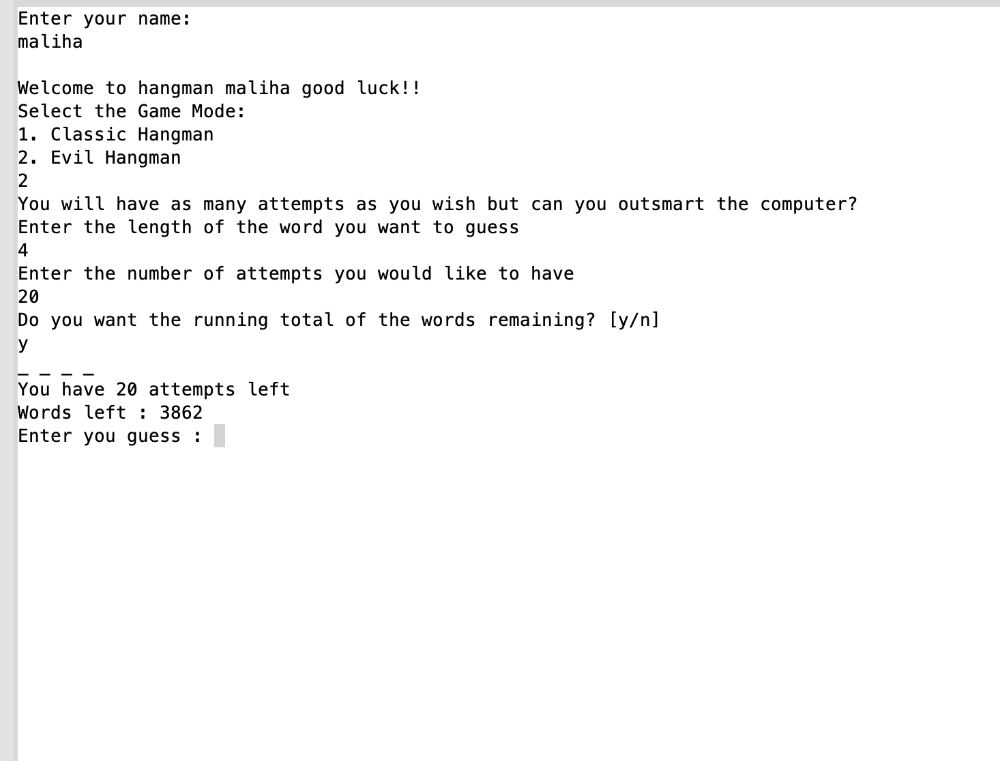 Enter your name:
maliha
Welcome to hangman maliha good luck!!
Select the Game Mode:
1. Classic Hangman
2. Evil Hangman
2
You will have as many attempts as you wish but can you outsmart the computer?
Enter the length of the word you want to guess
4
Enter the number of attempts you would like to have
20
Do you want the running total of the words remaining? [y/n]
y
_ _ _ _
You have 20 attempts left
Words left : 3862
Enter you guess :